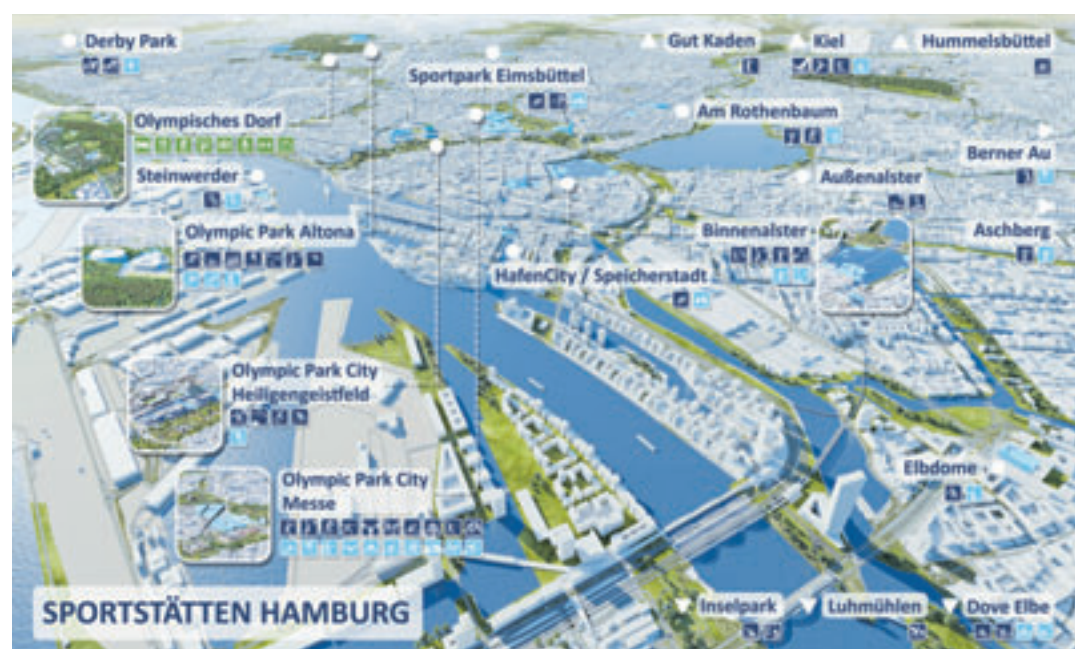 Derby Park
Gut Kaden
Kiel
Hummelsbüttel
Sportpark Eimsbüttel
Olympisches Dorf
Am Rothenbaum
Berner Au
Steinwerder
Außenalster
Olympic Park Altona
Binnenalster
Aschberg
HafenCity / Speicherstadt
Olympic Park City
Heiligengeistfeld
Olympic Park City
Messe
Elbdome
SPORTSTÄTTEN HAMBURG
Inselpark
Luhmühlen
Dove Elbe